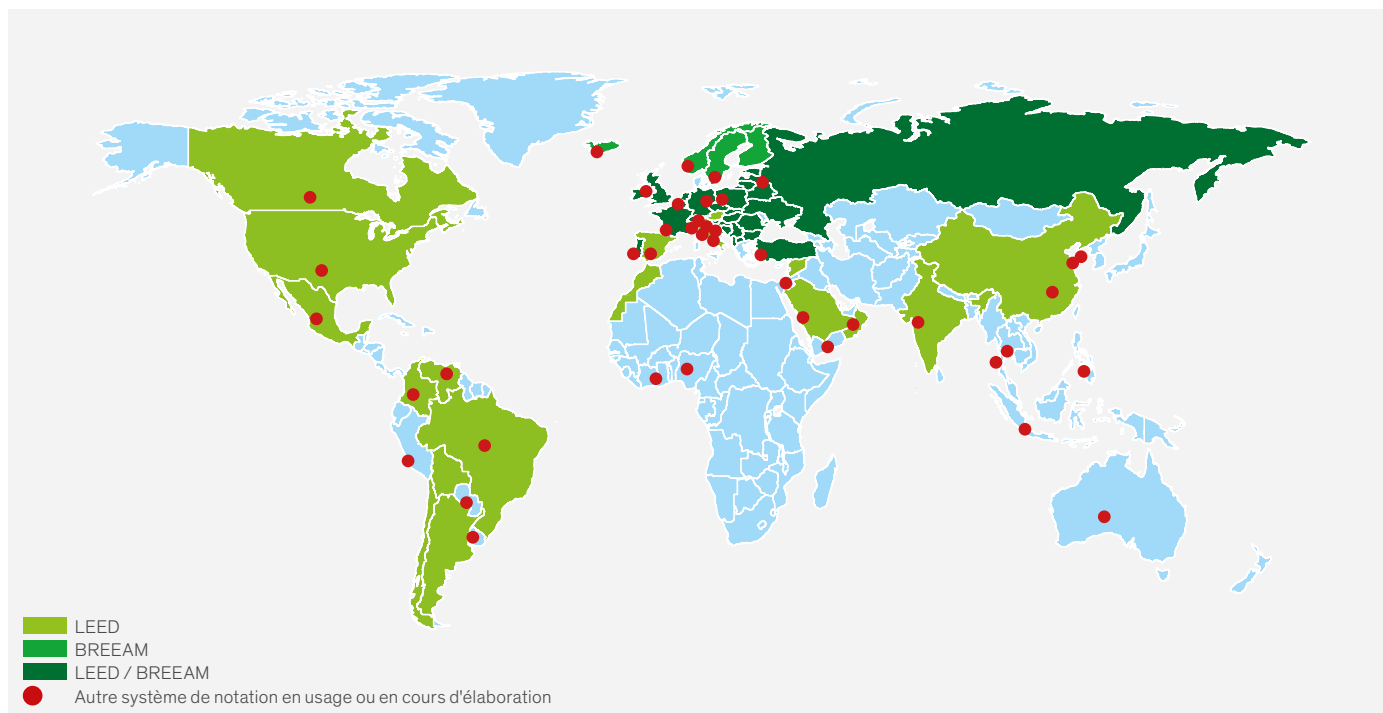 LEED
BREEAM
LEED / BREEAM
Autre système de notation en usage ou en cours d'élaboration